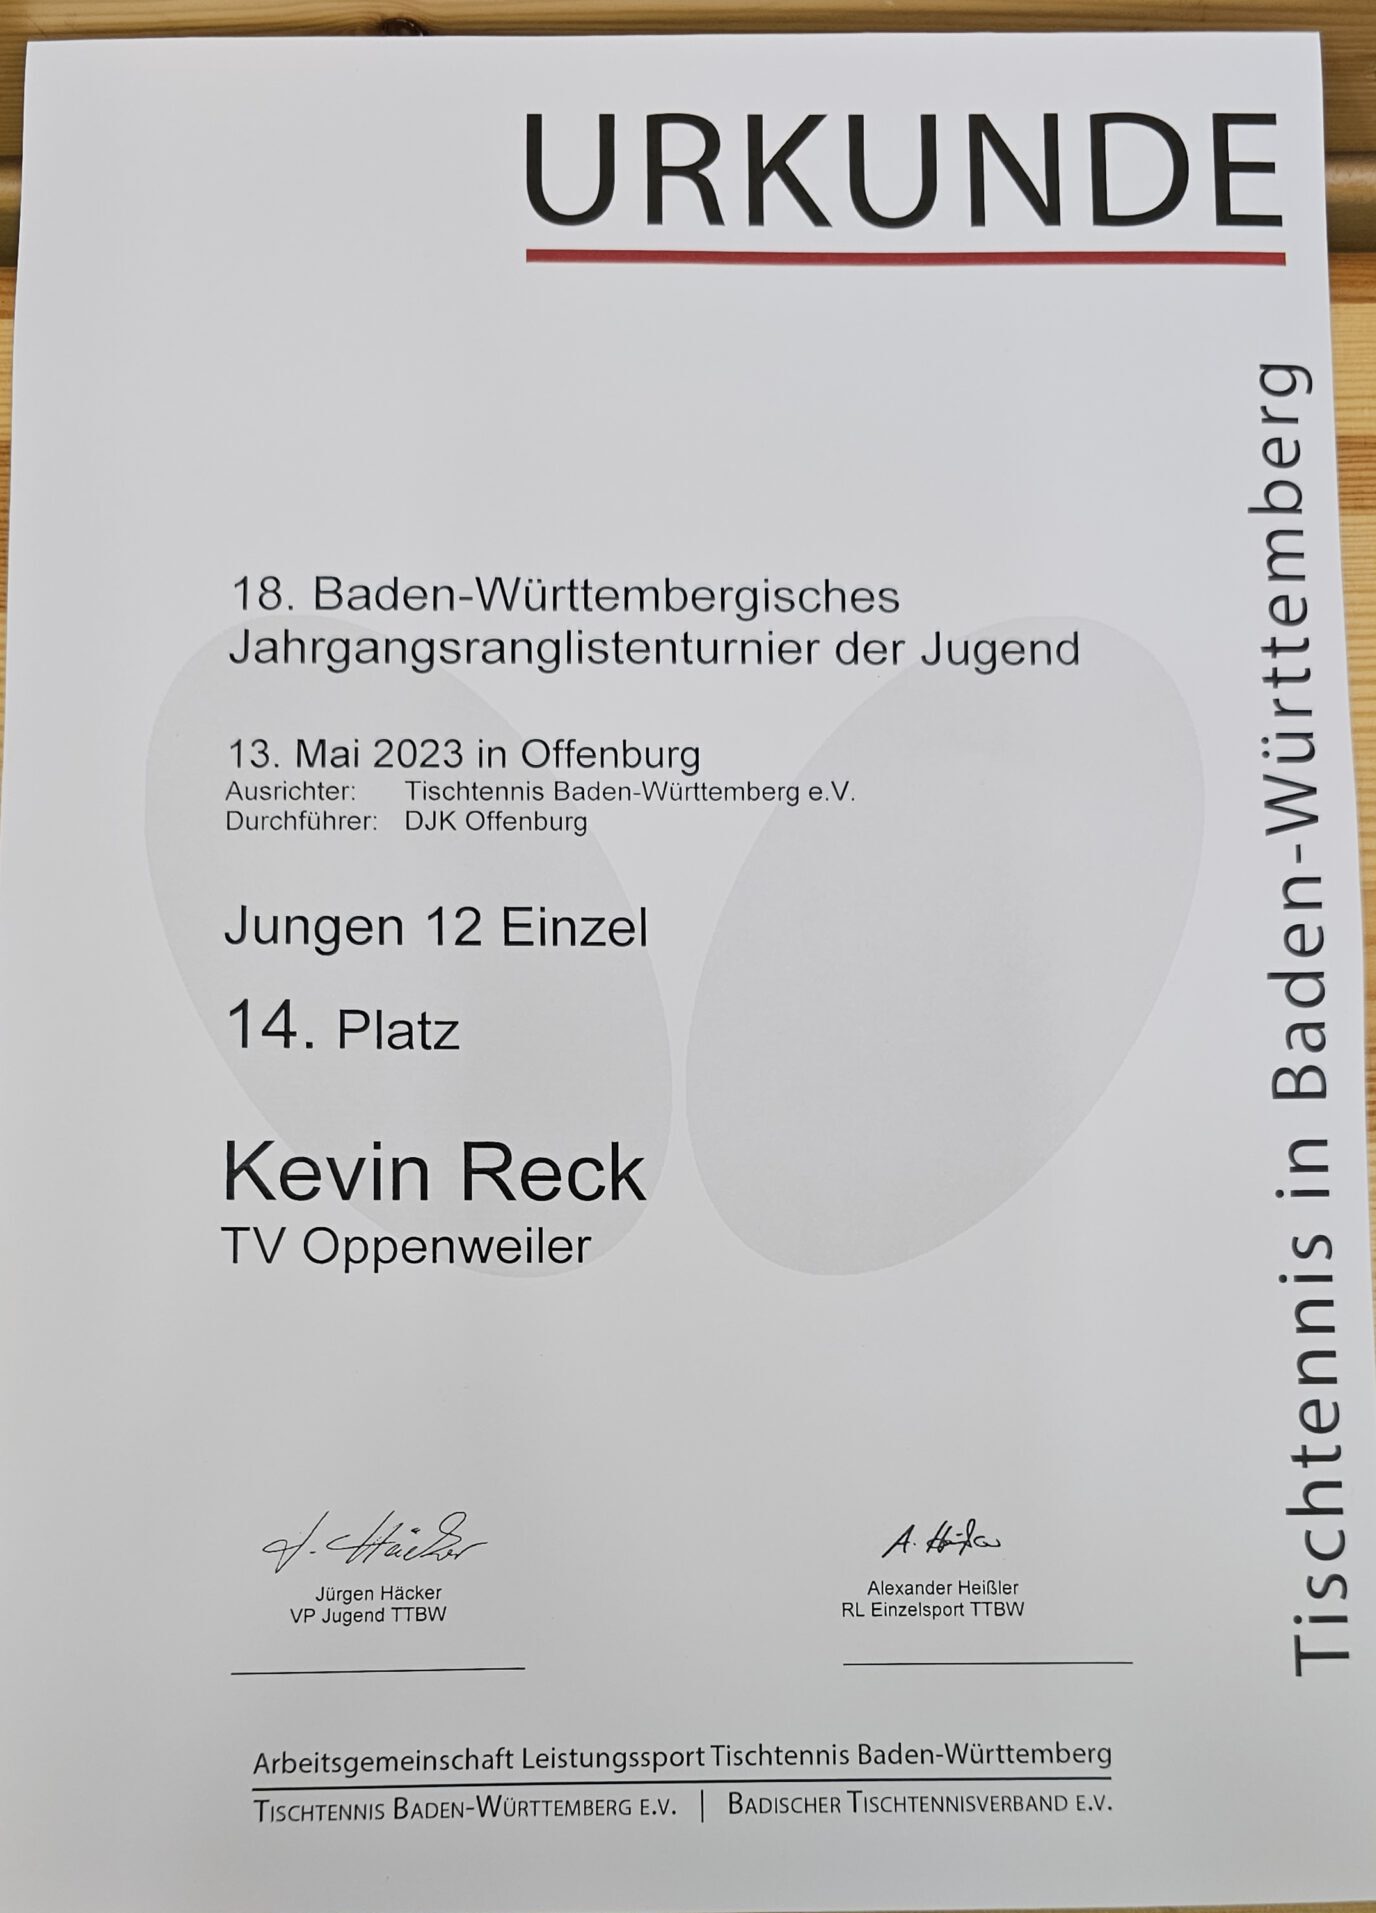 URKUNDE
18. Baden-Württembergisches
Jahrgangsranglistenturnier der Jugend
13. Mai 2023 in Offenburg
Ausrichter: Tischtennis Baden-Württemberg e.V.
Durchführer: DJK Offenburg
Jungen 12 Einzel
14. Platz
Kevin Reck
TV Oppenweiler
J. Häcker
A. Heißler
Jürgen Häcker
VP Jugend TTBW
Alexander Heißler
RL Einzelsport TTBW
Arbeitsgemeinschaft Leistungssport Tischtennis Baden-Württemberg
TISCHTENNIS BADEN-WÜRTTEMBERG E.V. | BADISCHER TISCHTENNISVERBAND E.V.
Tischtennis in Baden-Württemberg